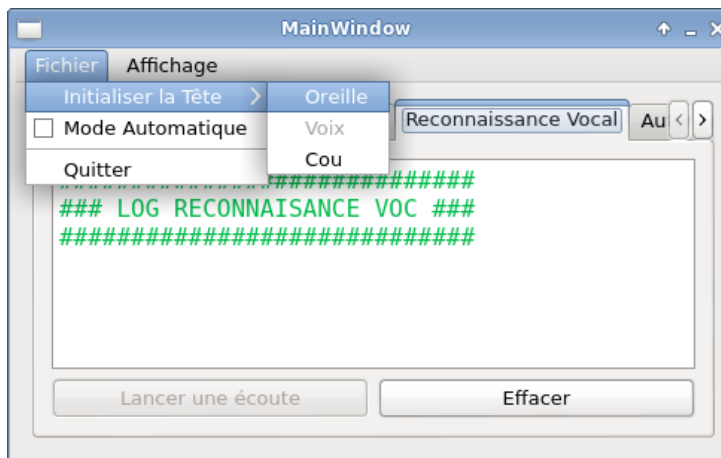 MainWindow
Fichier Affichage
Initialiser la Tête
Oreille
Mode Automatique
Voix
Quitter
Cou
Reconnaissance Vocal
Au
##############################
### LOG RECONNAISANCE VOC ###
#############################
Lancer une écoute
Effacer